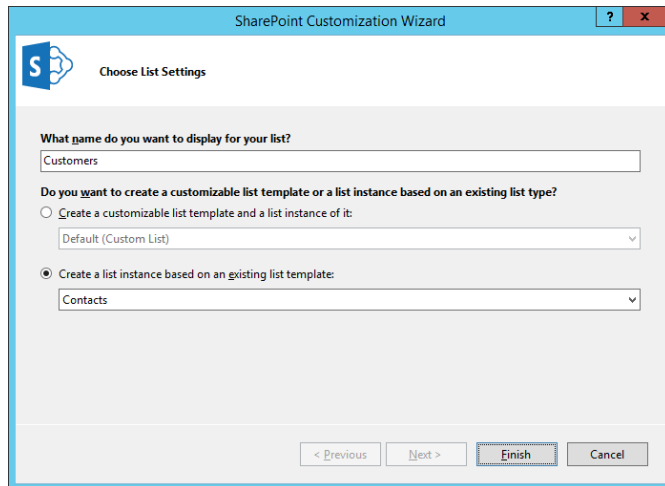 SharePoint Customization Wizard
?
x
S
Choose List Settings
What name do you want to display for your list?
Customers
Do you want to create a customizable list template or a list instance based on an existing list type?
Create a customizable list template and a list instance of it:
Default (Custom List)
Create a list instance based on an existing list template:
Contacts
< Previous
Next >
Finish
Cancel